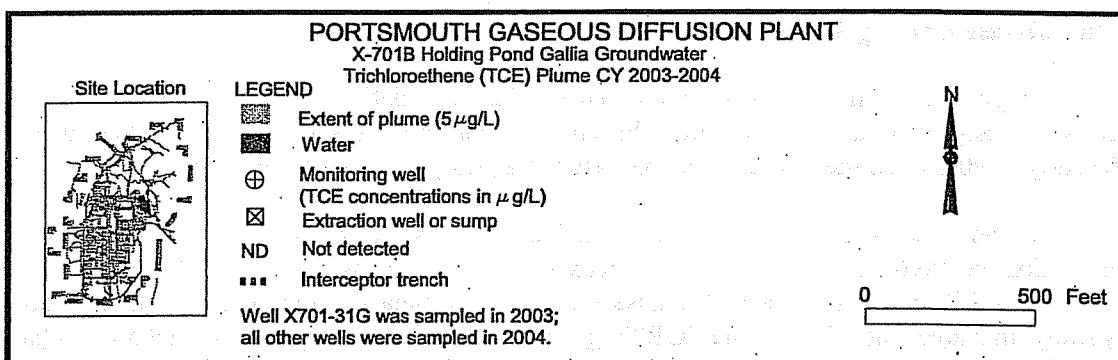 PORTSMOUTH GASEOUS DIFFUSION PLANT
X-701B Holding Pond Gallia Groundwater
Trichloroethene (TCE) Plume CY 2003-2004
Site Location
LEGEND
Extent of plume (5 μg/L)
Water
Monitoring well
(TCE concentrations in μ g/L)
Extraction well or sump
ND Not detected
Interceptor trench
Well X701-31G was sampled in 2003;
all other wells were sampled in 2004.
N
0 500 Feet